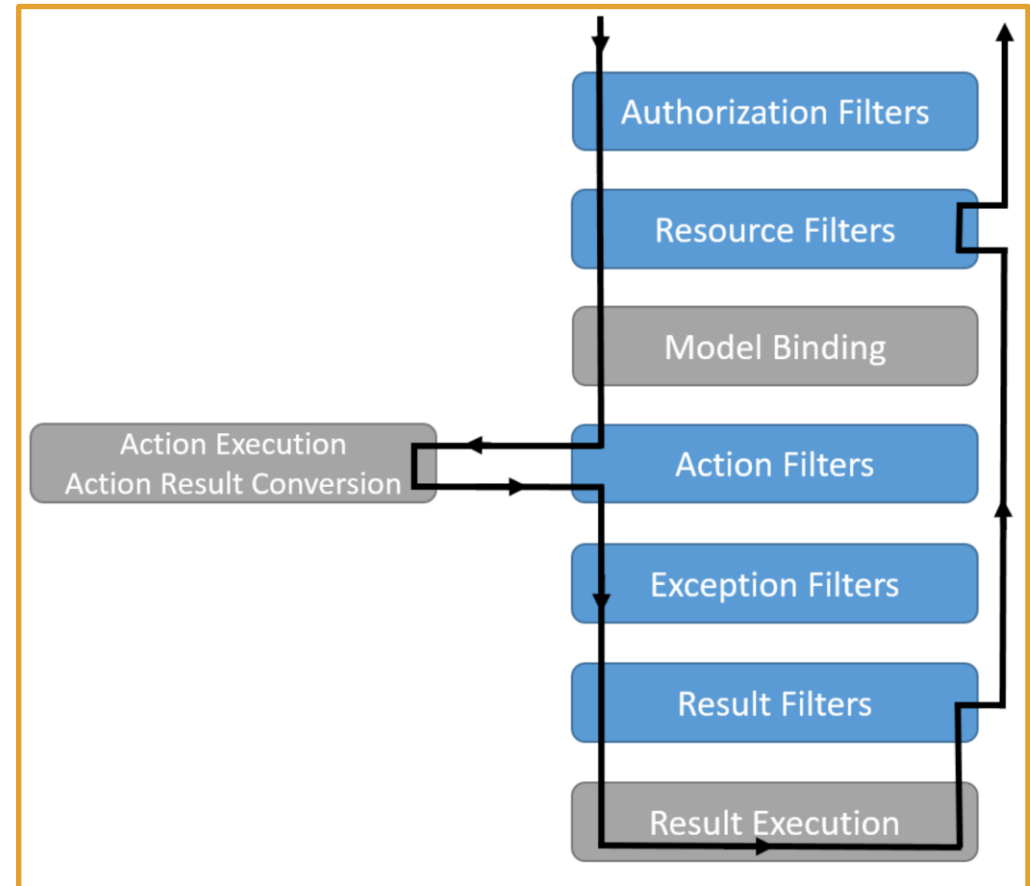 Authorization Filters
Resource Filters
Model Binding
Action Execution
Action Result Conversion
Action Filters
Exception Filters
Result Filters
Result Execution